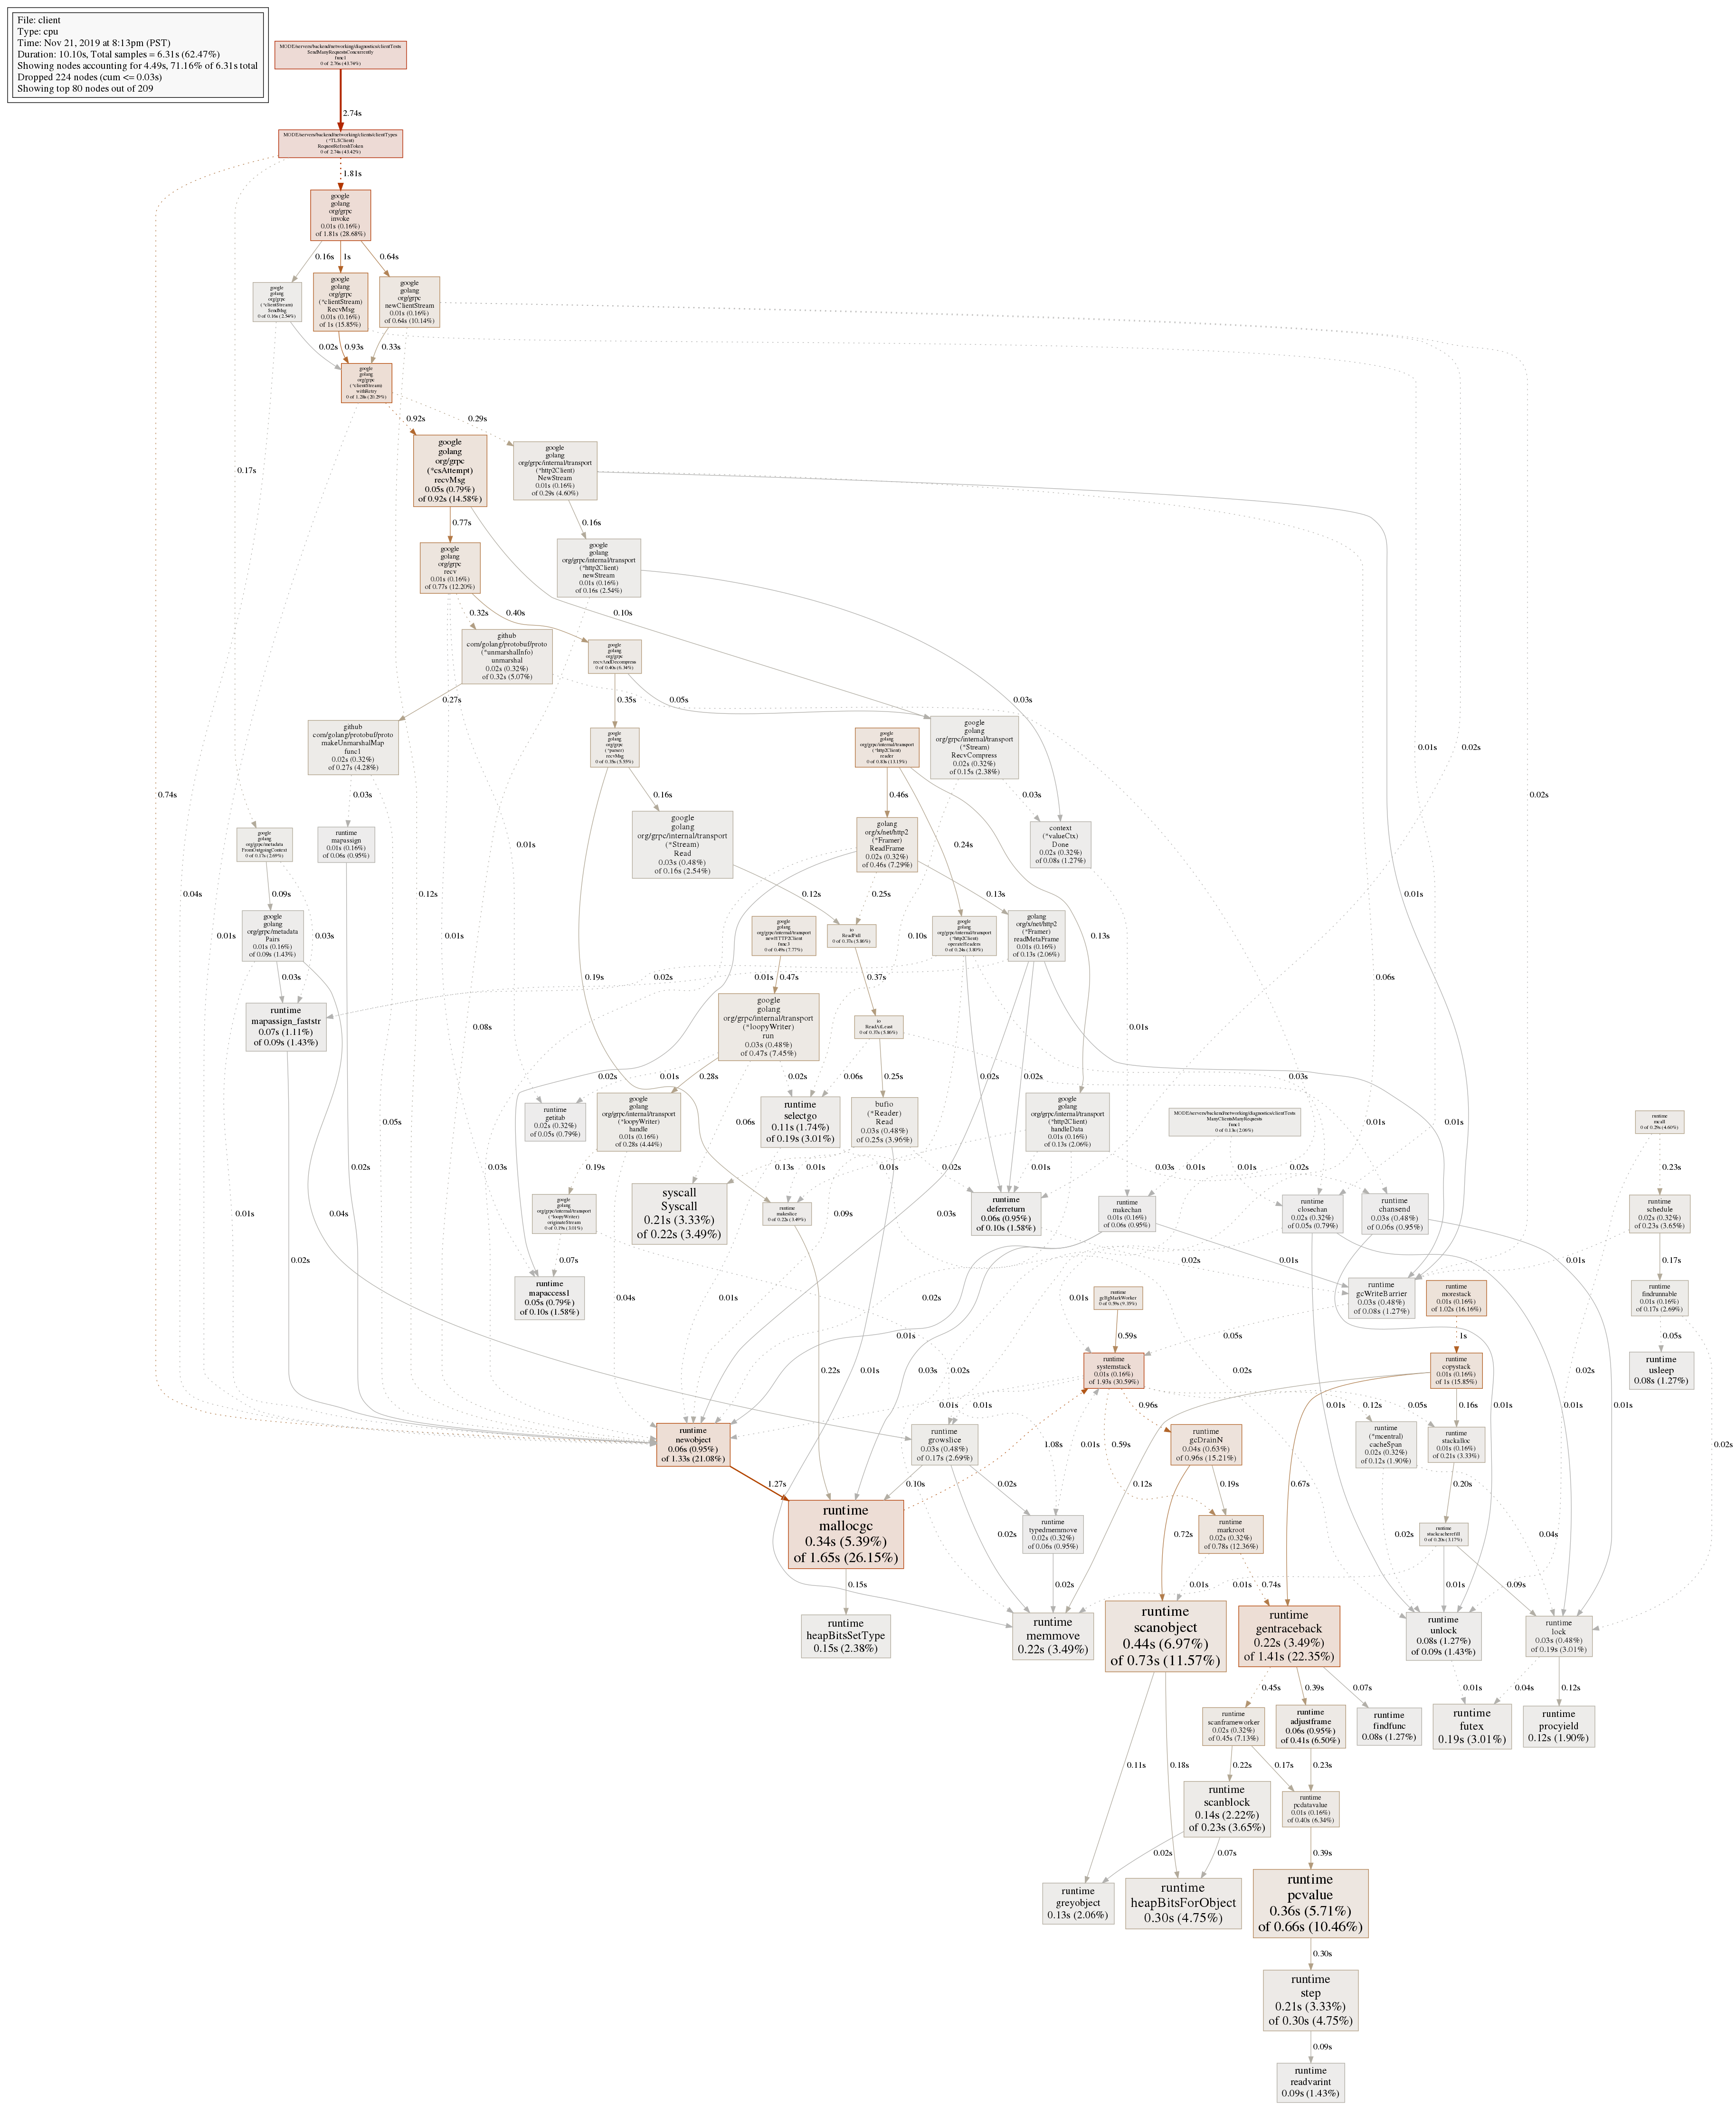 File: client
Type: cpu
Time: Nov 21, 2019 at 8:13pm (PST)
Duration: 10.10s, Total samples = 6.31s (62.47%)
Showing nodes accounting for 4.49s, 71.16% of 6.31s total
Dropped 224 nodes (cum <= 0.03s)
Showing top 80 nodes out of 209
MODE/servers/backend/networking/diagnostics/clientTests
SendManyRequestsConcurrently
func1
0 of 2.76s (43.74%)
2.74s
MODE/servers/backend/networking/clients/clientTypes
(*TLSClient)
RequestRefreshToken
0 of 2.74s (43.42%)
1.81s
google
golang
org/grpc
invoke
0.01s (0.16%)
of 1.81s (28.68%)
0.16s
1s
0.64s
google
golang
org/grpc
(*clientStream)
SendMsg
0 of 0.16s (2.54%)
google
golang
org/grpc
(*clientStream)
RecvMsg
0.01s (0.16%)
of 1s (15.85%)
google
golang
org/grpc
newClientStream
0.01s (0.16%)
of 0.64s (10.14%)
0.02s
0.93s
0.33s
google
golang
org/grpc
(*clientStream)
withRetry
0 of 1.28s (20.29%)
0.92s
0.29s
0.17s
google
golang
org/grpc
(*csAttempt)
recvMsg
0.05s (0.79%)
of 0.92s (14.58%)
google
golang
org/grpc/internal/transport
(*http2Client)
NewStream
0.01s (0.16%)
of 0.29s (4.60%)
0.77s
0.16s
google
golang
org/grpc
recv
0.01s (0.16%)
of 0.77s (12.20%)
google
golang
org/grpc/internal/transport
(*http2Client)
newStream
0.01s (0.16%)
of 0.16s (2.54%)
0.32s
0.40s
0.10s
github
com/golang/protobuf/proto
(*unmarshalInfo)
unmarshal
0.02s (0.32%)
of 0.32s (5.07%)
google
golang
org/grpc
recvAndDecompress
0 of 0.40s (6.34%)
0.27s
0.35s
0.05s
0.03s
github
com/golang/protobuf/proto
makeUnmarshalMap
func1
0.02s (0.32%)
of 0.27s (4.28%)
google
golang
org/grpc
(*parser)
recvMsg
0 of 0.35s (5.55%)
google
golang
org/grpc/internal/transport
(*http2Client)
reader
0 of 0.83s (13.15%)
google
golang
org/grpc/internal/transport
(*Stream)
RecvCompress
0.02s (0.32%)
of 0.15s (2.38%)
0.01s
0.02s
0.74s
0.03s
0.16s
0.46s
0.03s
0.02s
google
golang
org/grpc/metadata
FromOutgoingContext
0 of 0.17s (2.69%)
runtime
mapassign
0.01s (0.16%)
of 0.06s (0.95%)
0.01s
google
golang
org/grpc/internal/transport
(*Stream)
Read
0.03s (0.48%)
of 0.16s (2.54%)
golang
org/x/net/http2
(*Framer)
ReadFrame
0.02s (0.32%)
of 0.46s (7.29%)
0.24s
context
(*valueCtx)
Done
0.02s (0.32%)
of 0.08s (1.27%)
0.04s
0.09s
0.12s
0.12s
0.25s
0.13s
0.01s
google
golang
org/grpc/metadata
Pairs
0.01s (0.16%)
of 0.09s (1.43%)
0.01s
0.03s
0.01s
google
golang
org/grpc/internal/transport
newHTTP2Client
func3
0 of 0.49s (7.77%)
io
ReadFull
0 of 0.37s (5.86%)
0.10s
google
golang
org/grpc/internal/transport
(*http2Client)
operateHeaders
0 of 0.24s (3.80%)
golang
org/x/net/http2
(*Framer)
readMetaFrame
0.01s (0.16%)
of 0.13s (2.06%)
0.13s
0.06s
0.03s
0.19s
0.02s
0.01s
0.47s
0.37s
runtime
mapassign_faststr
0.07s (1.11%)
of 0.09s (1.43%)
0.08s
google
golang
org/grpc/internal/transport
(*loopyWriter)
run
0.03s (0.48%)
of 0.47s (7.45%)
io
ReadAtLeast
0 of 0.37s (5.86%)
0.01s
0.02s
0.01s
0.28s
0.02s
0.06s
0.25s
0.02s
0.02s
0.03s
runtime
getitab
0.02s (0.32%)
of 0.05s (0.79%)
google
golang
org/grpc/internal/transport
(*loopyWriter)
handle
0.01s (0.16%)
of 0.28s (4.44%)
runtime
selectgo
0.11s (1.74%)
of 0.19s (3.01%)
bufio
(*Reader)
Read
0.03s (0.48%)
of 0.25s (3.96%)
google
golang
org/grpc/internal/transport
(*http2Client)
handleData
0.01s (0.16%)
of 0.13s (2.06%)
MODE/servers/backend/networking/diagnostics/clientTests
ManyClientsManyRequests
func1
0 of 0.13s (2.06%)
runtime
mcall
0 of 0.29s (4.60%)
0.05s
0.06s
0.01s
0.01s
0.02s
0.03s
0.19s
0.13s
0.01s
0.01s
0.02s
0.01s
0.03s
0.01s
0.01s
0.02s
0.23s
google
golang
org/grpc/internal/transport
(*loopyWriter)
originateStream
0 of 0.19s (3.01%)
syscall
Syscall
0.21s (3.33%)
of 0.22s (3.49%)
runtime
makeslice
0 of 0.22s (3.49%)
runtime
deferreturn
0.06s (0.95%)
of 0.10s (1.58%)
runtime
makechan
0.01s (0.16%)
of 0.06s (0.95%)
runtime
closechan
0.02s (0.32%)
of 0.05s (0.79%)
runtime
chansend
0.03s (0.48%)
of 0.06s (0.95%)
runtime
schedule
0.02s (0.32%)
of 0.23s (3.65%)
0.01s
0.04s
0.09s
0.03s
0.02s
0.07s
0.02s
0.01s
0.17s
runtime
mapaccess1
0.05s (0.79%)
of 0.10s (1.58%)
runtime
gcBgMarkWorker
0 of 0.59s (9.35%)
runtime
gcWriteBarrier
0.03s (0.48%)
of 0.08s (1.27%)
runtime
morestack
0.01s (0.16%)
of 1.02s (16.16%)
runtime
findrunnable
0.01s (0.16%)
of 0.17s (2.69%)
0.04s
0.01s
0.02s
0.01s
0.01s
0.59s
0.05s
1s
0.05s
0.22s
0.01s
0.03s
0.02s
0.02s
0.02s
runtime
systemstack
0.01s (0.16%)
of 1.93s (30.59%)
runtime
copystack
0.01s (0.16%)
of 1s (15.85%)
runtime
usleep
0.08s (1.27%)
0.01s
0.01s
0.96s
0.01s
0.12s
0.05s
0.16s
0.01s
0.01s
0.01s
runtime
newobject
0.06s (0.95%)
of 1.33s (21.08%)
runtime
growslice
0.03s (0.48%)
of 0.17s (2.69%)
1.08s
0.01s
0.59s
runtime
gcDrainN
0.04s (0.63%)
of 0.96s (15.21%)
runtime
(*mcentral)
cacheSpan
0.02s (0.32%)
of 0.12s (1.90%)
runtime
stackalloc
0.01s (0.16%)
of 0.21s (3.33%)
0.02s
1.27s
0.10s
0.02s
0.12s
0.19s
0.67s
0.20s
runtime
mallocgc
0.34s (5.39%)
of 1.65s (26.15%)
0.02s
runtime
typedmemmove
0.02s (0.32%)
of 0.06s (0.95%)
0.72s
runtime
markroot
0.02s (0.32%)
of 0.78s (12.36%)
0.02s
runtime
stackcacherefill
0 of 0.20s (3.17%)
0.04s
0.15s
0.02s
0.01s
0.01s
0.74s
0.01s
0.09s
runtime
heapBitsSetType
0.15s (2.38%)
runtime
memmove
0.22s (3.49%)
runtime
scanobject
0.44s (6.97%)
of 0.73s (11.57%)
runtime
gentraceback
0.22s (3.49%)
of 1.41s (22.35%)
runtime
unlock
0.08s (1.27%)
of 0.09s (1.43%)
runtime
lock
0.03s (0.48%)
of 0.19s (3.01%)
0.45s
0.39s
0.07s
0.01s
0.04s
0.12s
runtime
scanframeworker
0.02s (0.32%)
of 0.45s (7.13%)
runtime
adjustframe
0.06s (0.95%)
of 0.41s (6.50%)
runtime
findfunc
0.08s (1.27%)
runtime
futex
0.19s (3.01%)
runtime
procyield
0.12s (1.90%)
0.11s
0.18s
0.22s
0.17s
0.23s
runtime
scanblock
0.14s (2.22%)
of 0.23s (3.65%)
runtime
pcdatavalue
0.01s (0.16%)
of 0.40s (6.34%)
0.02s
0.07s
0.39s
runtime
greyobject
0.13s (2.06%)
runtime
heapBitsForObject
0.30s (4.75%)
runtime
pcvalue
0.36s (5.71%)
of 0.66s (10.46%)
0.30s
runtime
step
0.21s (3.33%)
of 0.30s (4.75%)
0.09s
runtime
readvarint
0.09s (1.43%)